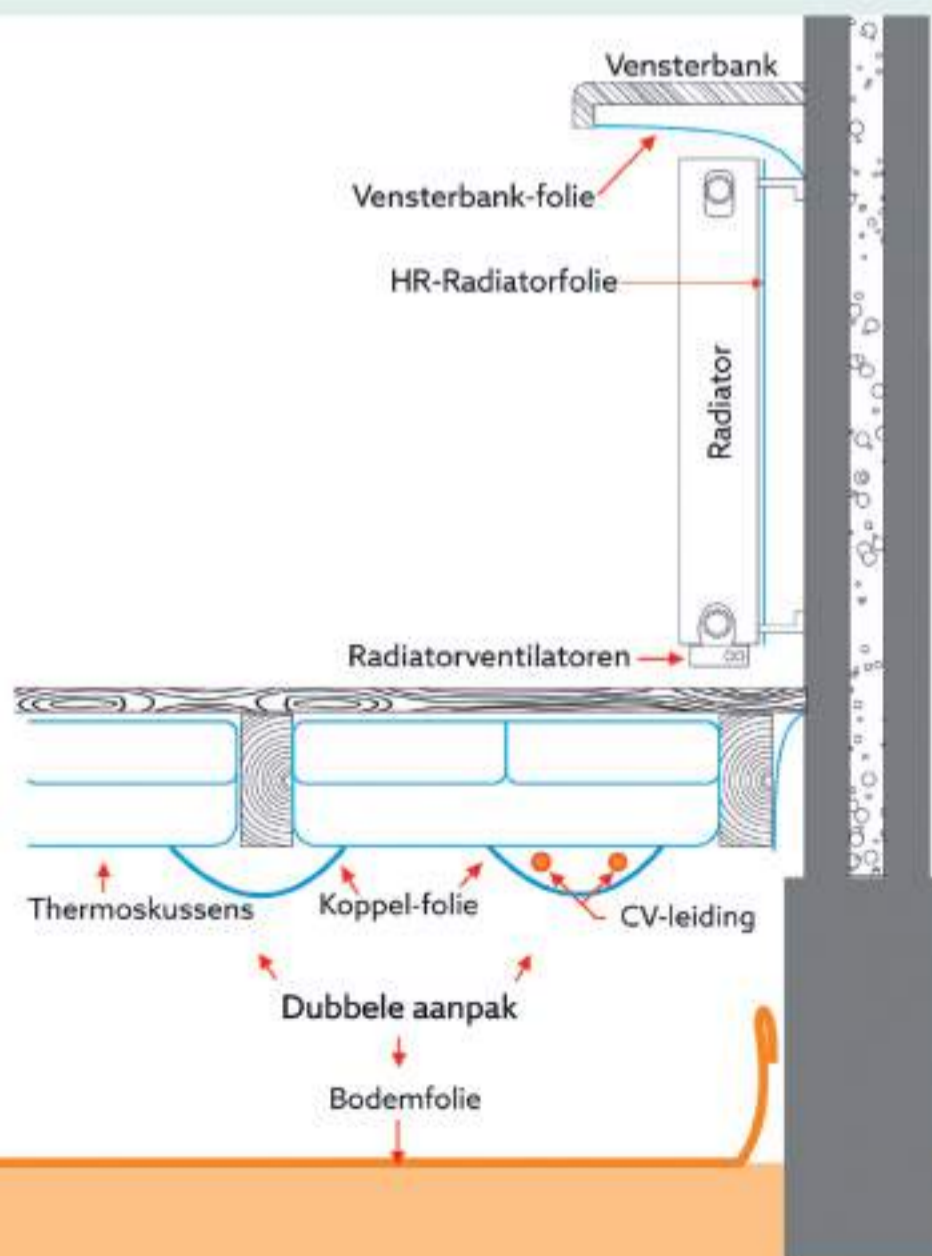 Vensterbank
Vensterbank-folie
HR-Radiatorfolie
Radiator
Radiatorventilatoren
Thermoskussens
Koppel-folie
CV-leiding
Dubbele aanpak
Bodemfolie